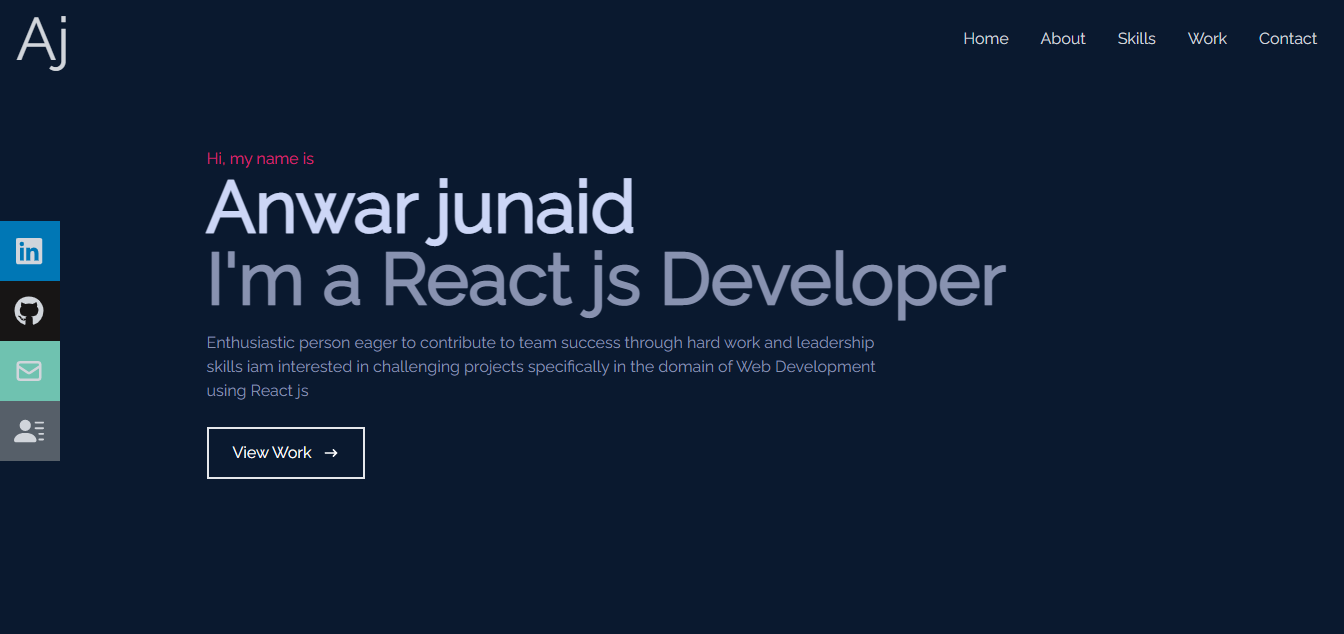 Aj
Home About Skills Work Contact
Hi, my name is
Anwar junaid
I'm a React js Developer
in
Enthusiastic person eager to contribute to team success through hard work and leadership
skills iam interested in challenging projects specifically in the domain of Web Development
using React js
View Work →